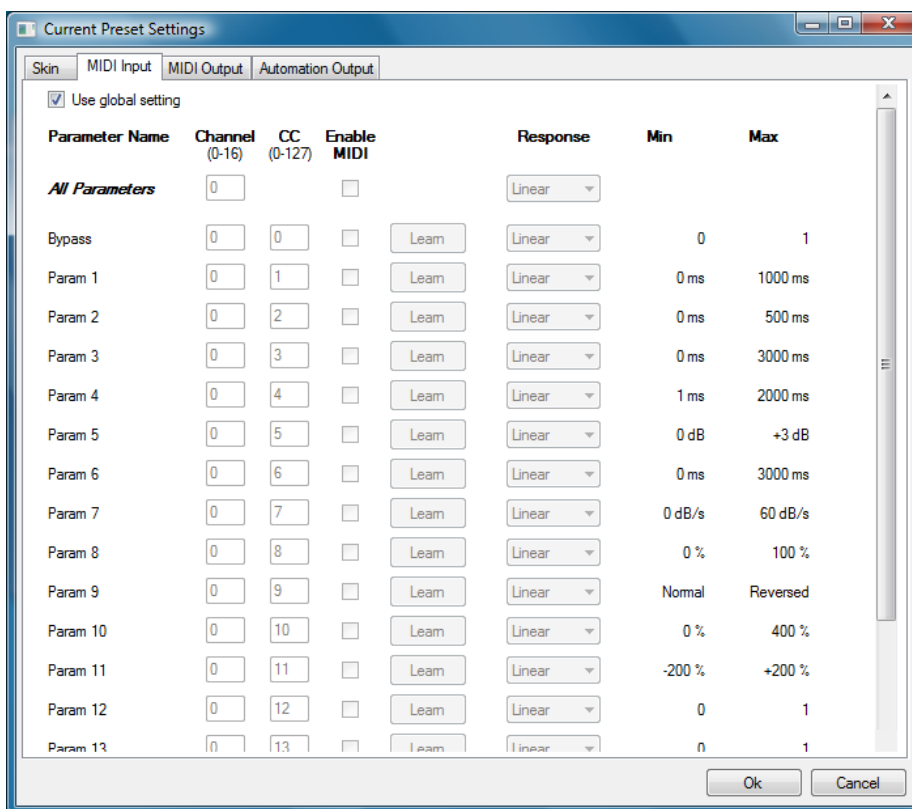 Current Preset Settings
Skin MIDI Input MIDI Output Automation Output
Use global setting
Parameter Name Channel CC Enable Response Min Max
(0-16) (0-127) MIDI
All Parameters 0 Linear
Bypass 0 0 Learn Linear 0 1
Param 1 0 1 Learn Linear 0 ms 1000 ms
Param 2 0 2 Learn Linear 0 ms 500 ms
Param 3 0 3 Learn Linear 0 ms 3000 ms
Param 4 0 4 Learn Linear 1 ms 2000 ms
Param 5 0 5 Learn Linear 0 dB +3 dB
Param 6 0 6 Learn Linear 0 ms 3000 ms
Param 7 0 7 Learn Linear 0 dB/s 60 dB/s
Param 8 0 8 Learn Linear 0 % 100 %
Param 9 0 9 Learn Linear Normal Reversed
Param 10 0 10 Learn Linear 0 % 400 %
Param 11 0 11 Learn Linear -200 % +200 %
Param 12 0 12 Learn Linear 0 1
Param 13 0 13 Learn Linear 0 1
Ok Cancel